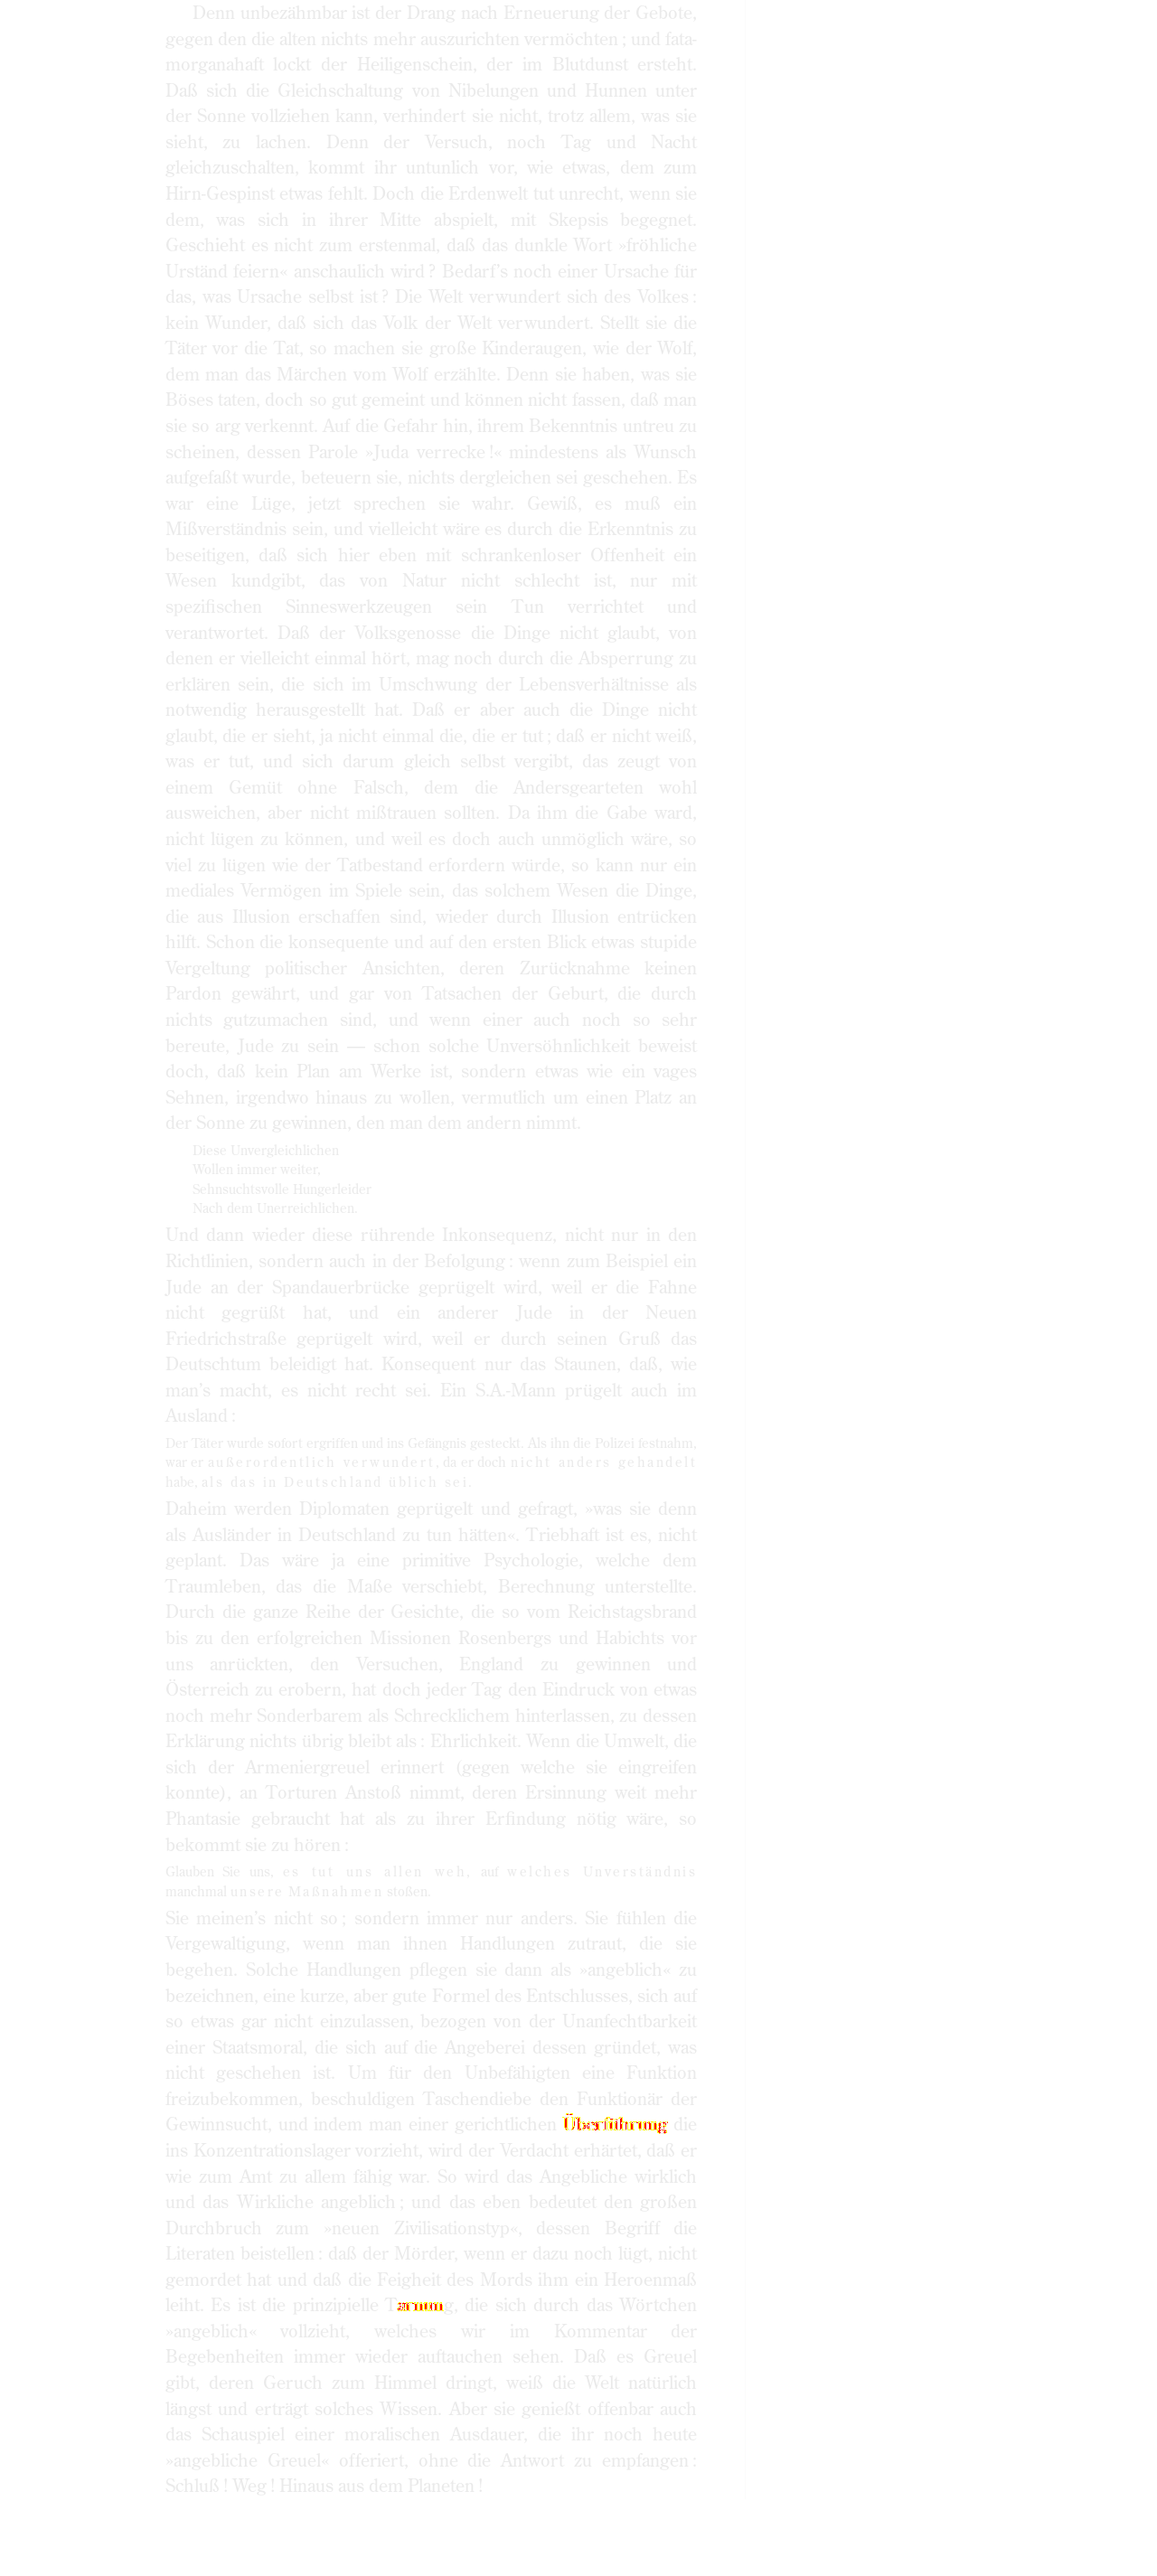 Denn unbezähmbar ist der Drang nach Erneuerung der Gebote,
gegen den die alten nichts mehr auszurichten vermöchten ; und fata-
morganahaft lockt der Heiligenschein, der im Blutdunst ersteht.
Daß sich die Gleichschaltung von Nibelungen und Hunnen unter
der Sonne vollziehen kann, verhindert sie nicht, trotz allem, was sie
sieht, zu lachen. Denn der Versuch, noch Tag und Nacht
gleichzuschalten, kommt ihr untunlich vor, wie etwas, dem zum
Hirn-Gespinst etwas fehlt. Doch die Erdenwelt tut unrecht, wenn sie
dem, was sich in ihrer Mitte abspielt, mit Skepsis begegnet.
Geschieht es nicht zum erstenmal, daß das dunkle Wort »fröhliche
Urständ feiern« anschaulich wird ? Bedarf's noch einer Ursache für
das, was Ursache selbst ist ? Die Welt verwundert sich des Volkes :
kein Wunder, daß sich das Volk der Welt verwundert. Stellt sie die
Täter vor die Tat, so machen sie große Kinderaugen, wie der Wolf,
dem man das Märchen vom Wolf erzählte. Denn sie haben, was sie
Böses taten, doch so gut gemeint und können nicht fassen, daß man
sie so arg verkennt. Auf die Gefahr hin, ihrem Bekenntnis untreu zu
scheinen, dessen Parole »Juda verrecke !« mindestens als Wunsch
aufgefaßt wurde, beteuern sie, nichts dergleichen sei geschehen. Es
war eine Lüge, jetzt sprechen sie wahr. Gewiß, es muß ein
Mißverständnis sein, und vielleicht wäre es durch die Erkenntnis zu
beseitigen, daß sich hier eben mit schrankenloser Offenheit ein
Wesen kundgibt, das von Natur nicht schlecht ist, nur mit
spezifischen Sinneswerkzeugen sein Tun verrichtet und
verantwortet. Daß der Volksgenosse die Dinge nicht glaubt, von
denen er vielleicht einmal hört, mag noch durch die Absperrung zu
erklären sein, die sich im Umschwung der Lebensverhältnisse als
notwendig herausgestellt hat. Daß er aber auch die Dinge nicht
glaubt, die er sieht, ja nicht einmal die, die er tut ; daß er nicht weiß,
was er tut, und sich darum gleich selbst vergibt, das zeugt von
einem Gemüt ohne Falsch, dem die Andersgearteten wohl
ausweichen, aber nicht mißtrauen sollten. Da ihm die Gabe ward,
nicht lügen zu können, und weil es doch auch unmöglich wäre, so
viel zu lügen wie der Tatbestand erfordern würde, so kann nur ein
mediales Vermögen im Spiele sein, das solchem Wesen die Dinge,
die aus Illusion erschaffen sind, wieder durch Illusion entrücken
hilft. Schon die konsequente und auf den ersten Blick etwas stupide
Vergeltung politischer Ansichten, deren Zurücknahme keinen
Pardon gewährt, und gar von Tatsachen der Geburt, die durch
nichts gutzumachen sind, und wenn einer auch noch so sehr
bereute, Jude zu sein — schon solche Unversöhnlichkeit beweist
doch, daß kein Plan am Werke ist, sondern etwas wie ein vages
Sehnen, irgendwo hinaus zu wollen, vermutlich um einen Platz an
der Sonne zu gewinnen, den man dem andern nimmt.
Diese Unvergleichlichen
Wollen immer weiter,
Sehnsuchtsvolle Hungerleider
Nach dem Unerreichlichen.
Und dann wieder diese rührende Inkonsequenz, nicht nur in den
Richtlinien, sondern auch in der Befolgung : wenn zum Beispiel ein
Jude an der Spandauerbrücke geprügelt wird, weil er die Fahne
nicht gegrüßt hat, und ein anderer Jude in der Neuen
Friedrichstraße geprügelt wird, weil er durch seinen Gruß das
Deutschtum beleidigt hat. Konsequent nur das Staunen, daß, wie
man's macht, es nicht recht sei. Ein S.A.-Mann prügelt auch im
Ausland :
Der Täter wurde sofort ergriffen und ins Gefängnis gesteckt. Als ihn die Polizei festnahm,
war er außerordentlich verwundert, da er doch nicht anders gehandelt
habe, als das in Deutschland üblich sei.
Daheim werden Diplomaten geprügelt und gefragt, »was sie denn
als Ausländer in Deutschland zu tun hätten«. Triebhaft ist es, nicht
geplant. Das wäre ja eine primitive Psychologie, welche dem
Traumleben, das die Maße verschiebt, Berechnung unterstellte.
Durch die ganze Reihe der Gesichte, die so vom Reichstagsbrand
bis zu den erfolgreichen Missionen Rosenbergs und Habichts vor
uns anrückten, den Versuchen, England zu gewinnen und
Österreich zu erobern, hat doch jeder Tag den Eindruck von etwas
noch mehr Sonderbarem als Schrecklichem hinterlassen, zu dessen
Erklärung nichts übrig bleibt als : Ehrlichkeit. Wenn die Umwelt, die
sich der Armeniergreuel erinnert (gegen welche sie eingreifen
konnte), an Torturen Anstoß nimmt, deren Ersinnung weit mehr
Phantasie gebraucht hat als zu ihrer Erfindung nötig wäre, so
bekommt sie zu hören :
Glauben Sie uns, es tut uns allen weh, auf welches Unverständnis
manchmal unsere Maßnahmen stoßen.
Sie meinen's nicht so ; sondern immer nur anders. Sie fühlen die
Vergewaltigung, wenn man ihnen Handlungen zutraut, die sie
begehen. Solche Handlungen pflegen sie dann als »angeblich« zu
bezeichnen, eine kurze, aber gute Formel des Entschlusses, sich auf
so etwas gar nicht einzulassen, bezogen von der Unanfechtbarkeit
einer Staatsmoral, die sich auf die Angeberei dessen gründet, was
nicht geschehen ist. Um für den Unbefähigten eine Funktion
freizubekommen, beschuldigen Taschendiebe den Funktionär der
Gewinnsucht, und indem man einer gerichtlichen Überführung die
ins Konzentrationslager vorzieht, wird der Verdacht erhärtet, daß er
wie zum Amt zu allem fähig war. So wird das Angebliche wirklich
und das Wirkliche angeblich ; und das eben bedeutet den großen
Durchbruch zum »neuen Zivilisationstyp«, dessen Begriff die
Literaten beistellen : daß der Mörder, wenn er dazu noch lügt, nicht
gemordet hat und daß die Feigheit des Mords ihm ein Heroenmaß
leiht. Es ist die prinzipielle Tarnung, die sich durch das Wörtchen
»angeblich« vollzieht, welches wir im Kommentar der
Begebenheiten immer wieder auftauchen sehen. Daß es Greuel
gibt, deren Geruch zum Himmel dringt, weiß die Welt natürlich
längst und erträgt solches Wissen. Aber sie genießt offenbar auch
das Schauspiel einer moralischen Ausdauer, die ihr noch heute
»angebliche Greuel« offeriert, ohne die Antwort zu empfangen :
Schluß ! Weg ! Hinaus aus dem Planeten !